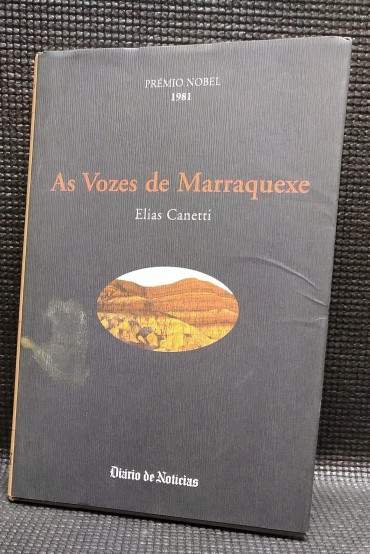 PRÉMIO NOBEL
1981
As Vozes de Marraquexe
Elias Canetti
Diário de Notícias